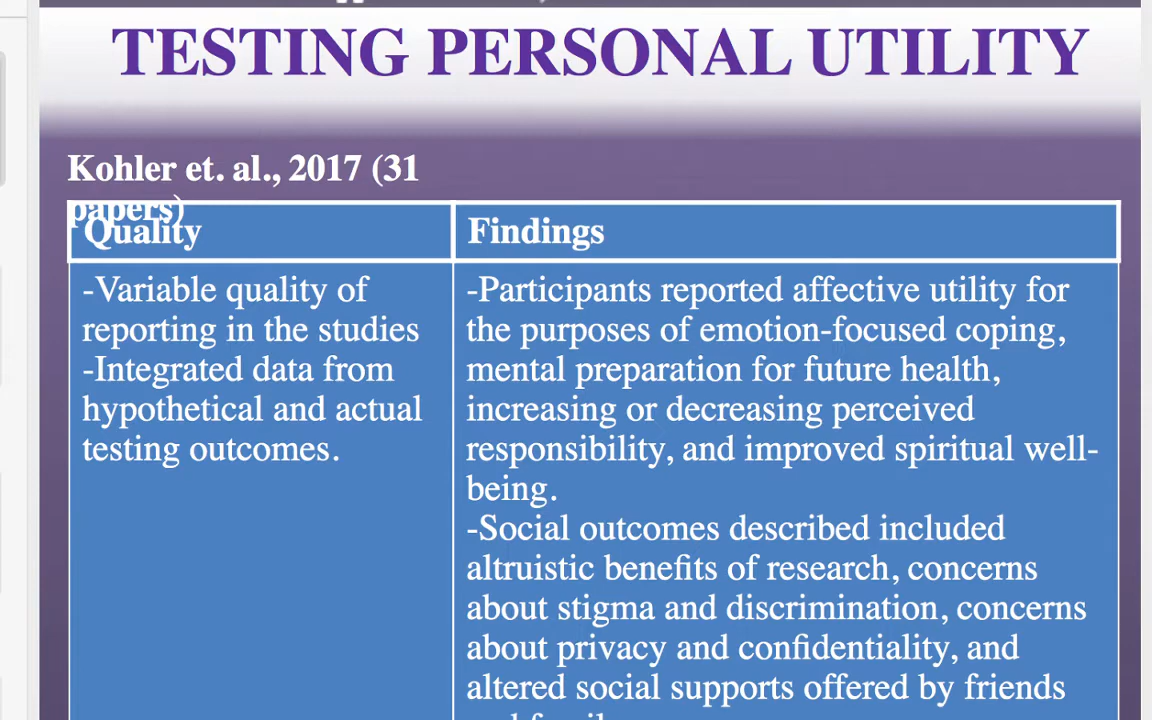 TESTING PERSONAL UTILITY
Kohler et. al., 2017 (31
papers)
Quality
Findings
-Variable quality of
reporting in the studies
-Integrated data from
hypothetical and actual
testing outcomes.
-Participants reported affective utility for
the purposes of emotion-focused coping,
mental preparation for future health,
increasing or decreasing perceived
responsibility, and improved spiritual well-
being.
-Social outcomes described included
altruistic benefits of research, concerns
about stigma and discrimination, concerns
about privacy and confidentiality, and
altered social supports offered by friends